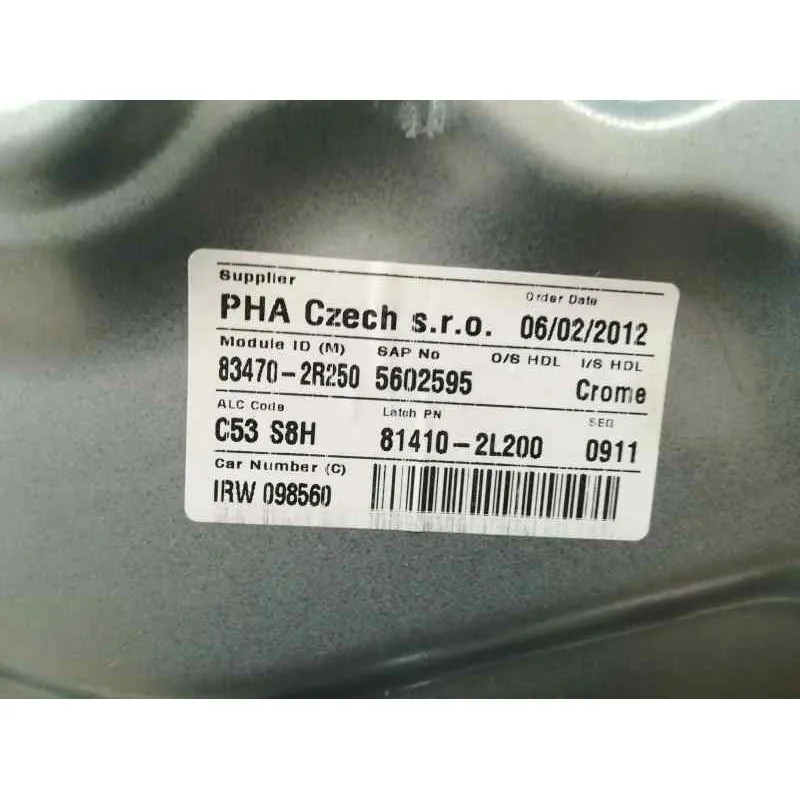 Supplier Order Date
PHA Czech s.r.o. 06/02/2012
Module ID (M) SAP No O/S HDL I/S HDL
83470-2R250 5602595 Crome
ALC Code Latch PN SEQ
C53 S8H 81410-2L200 0911
Car Number (C)
IRW 098560